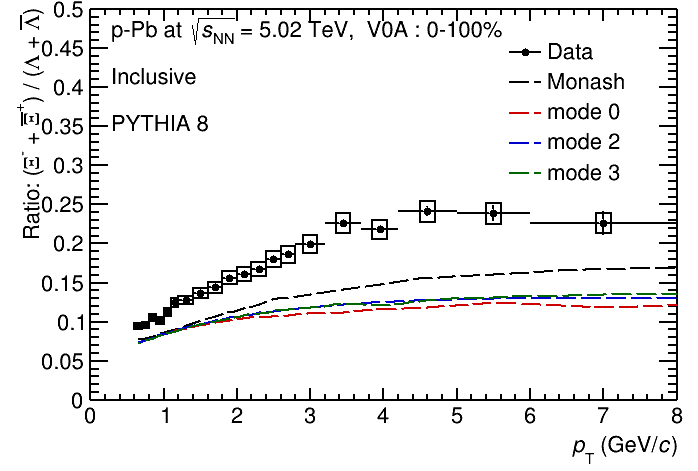 p-Pb at √sNN = 5.02 TeV, V0A : 0-100%
Inclusive
PYTHIA 8
Data
Monash
mode 0
mode 2
mode 3
Ratio: (Ξ⁻ + Ξ̅⁺) / (Λ + Λ̅)
0.5
0.45
0.4
0.35
0.3
0.25
0.2
0.15
0.1
0.05
0
0 1 2 3 4 5 6 7 8
pT (GeV/c)